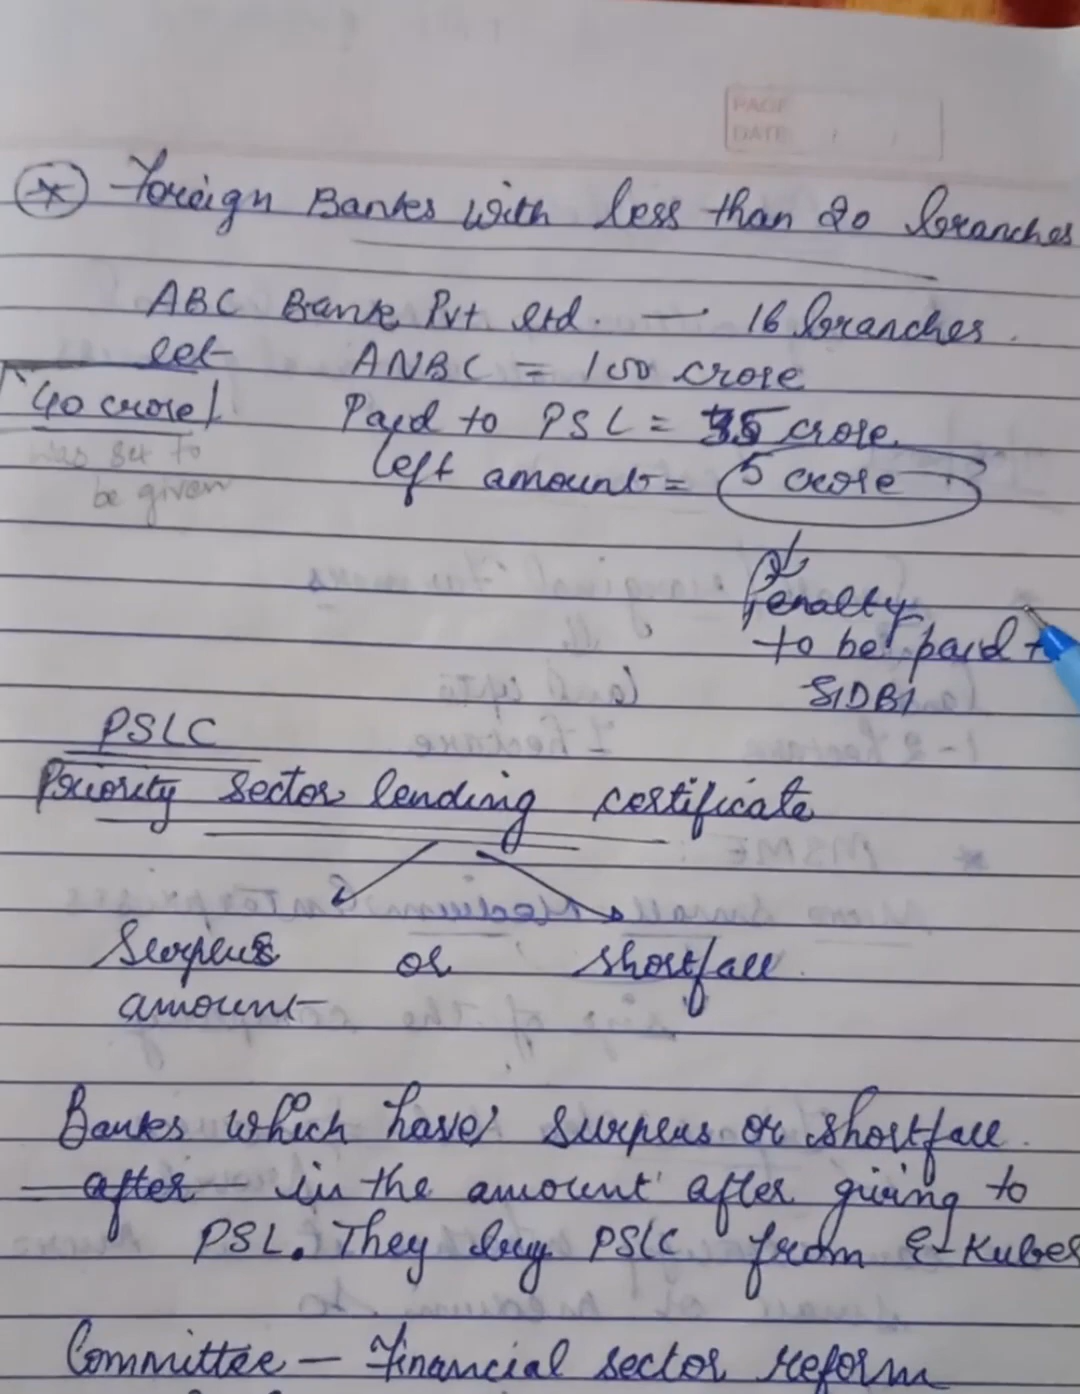 PAGE
DATE
* Foreign Banks with less than 20 branches
ABC Bank Pvt Ltd. — 16 branches.
let ANBC = 100 crore
40 crore Paid to PSL = 35 crore
was set to
be given
left amount = 5 crore
Penalty
to be paid
SIDBI
PSLC
Priority sector lending certificate
Surplus or shortfall
amount
Banks which have surplus or shortfall
after in the amount after giving to
PSL. They buy PSLC from E-Kuber
Committee — Financial sector reform